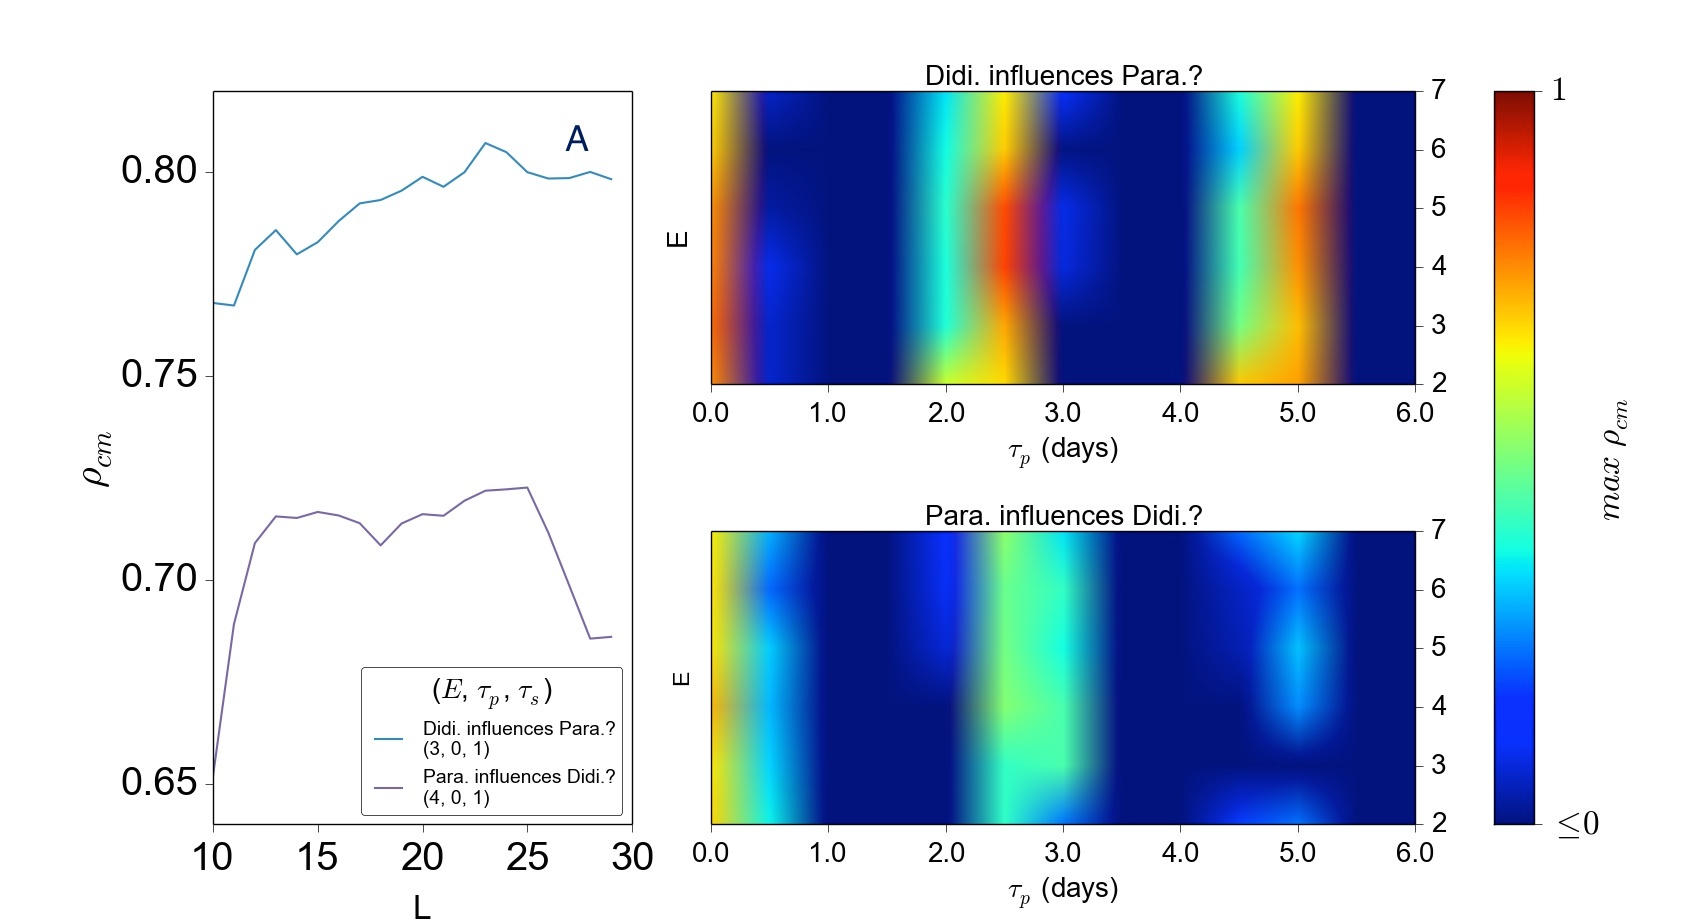 A
0.80
0.75
0.70
0.65
ρcm
10 15 20 25 30
L
(E, τp, τs)
Didi. influences Para.?
(3, 0, 1)
Para. influences Didi.?
(4, 0, 1)
Didi. influences Para.?
E
7
6
5
4
3
2
0.0 1.0 2.0 3.0 4.0 5.0 6.0
τp (days)
Para. influences Didi.?
E
7
6
5
4
3
2
0.0 1.0 2.0 3.0 4.0 5.0 6.0
τp (days)
1
≤0
max ρcm